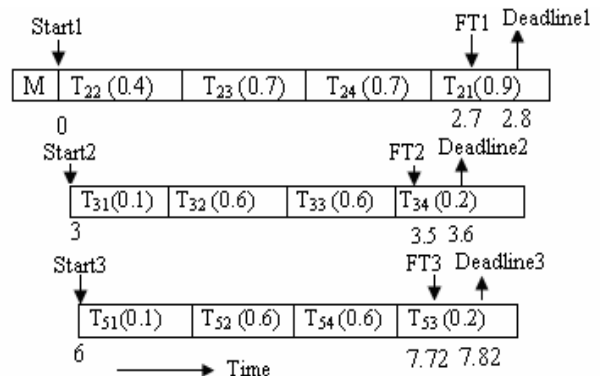 Start1 FT1 Deadline1
M T22 (0.4) T23 (0.7) T24 (0.7) T21(0.9)
0 2.7 2.8
Start2 FT2 Deadline2
T31(0.1) T32 (0.6) T33 (0.6) T34 (0.2)
3 3.5 3.6
Start3 FT3 Deadline3
T51(0.1) T52 (0.6) T54 (0.6) T53 (0.2)
6 Time 7.72 7.82